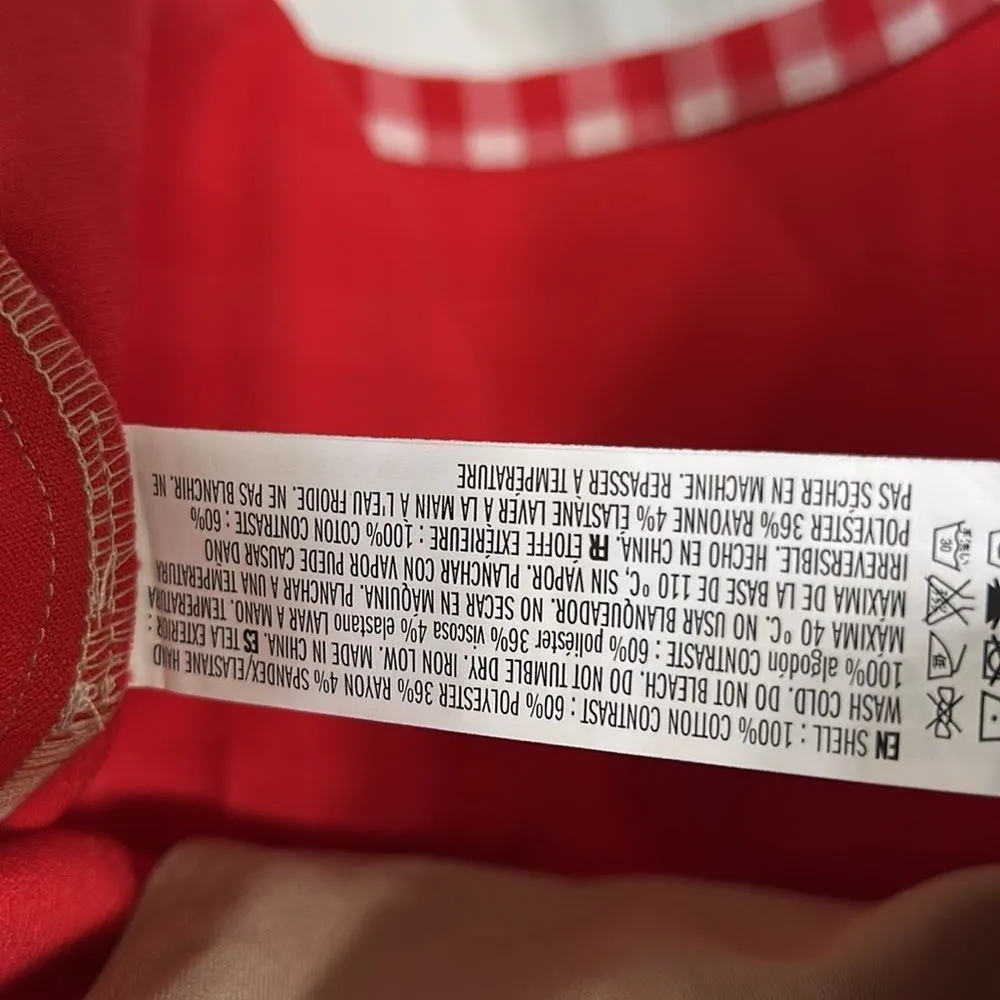 EN SHELL : 100% COTTON CONTRAST : 60% POLYESTER 36% RAYON 4% SPANDEX/ELASTANE HAND
WASH COLD. DO NOT BLEACH. DO NOT TUMBLE DRY. IRON LOW. MADE IN CHINA. ES TELA EXTERIOR :
100% algodón CONTRASTE : 60% poliéster 36% viscosa 4% elastano LAVAR A MANO. TEMPERATURA
MÁXIMA 40 °C. NO USAR BLANQUEADOR. NO SECAR EN MÁQUINA. PLANCHAR A UNA TEMPERATURA
MÁXIMA DE LA BASE DE 110 °C, SIN VAPOR. PLANCHAR CON VAPOR PUEDE CAUSAR DAÑO
IRREVERSIBLE. HECHO EN CHINA. FR ÉTOFFE EXTÉRIEURE : 100% COTON CONTRASTE : 60%
POLYESTER 36% RAYONNE 4% ÉLASTANE LAVER À LA MAIN À L'EAU FROIDE. NE PAS BLANCHIR. NE
PAS SÉCHER EN MACHINE. REPASSER À TEMPÉRATURE
30